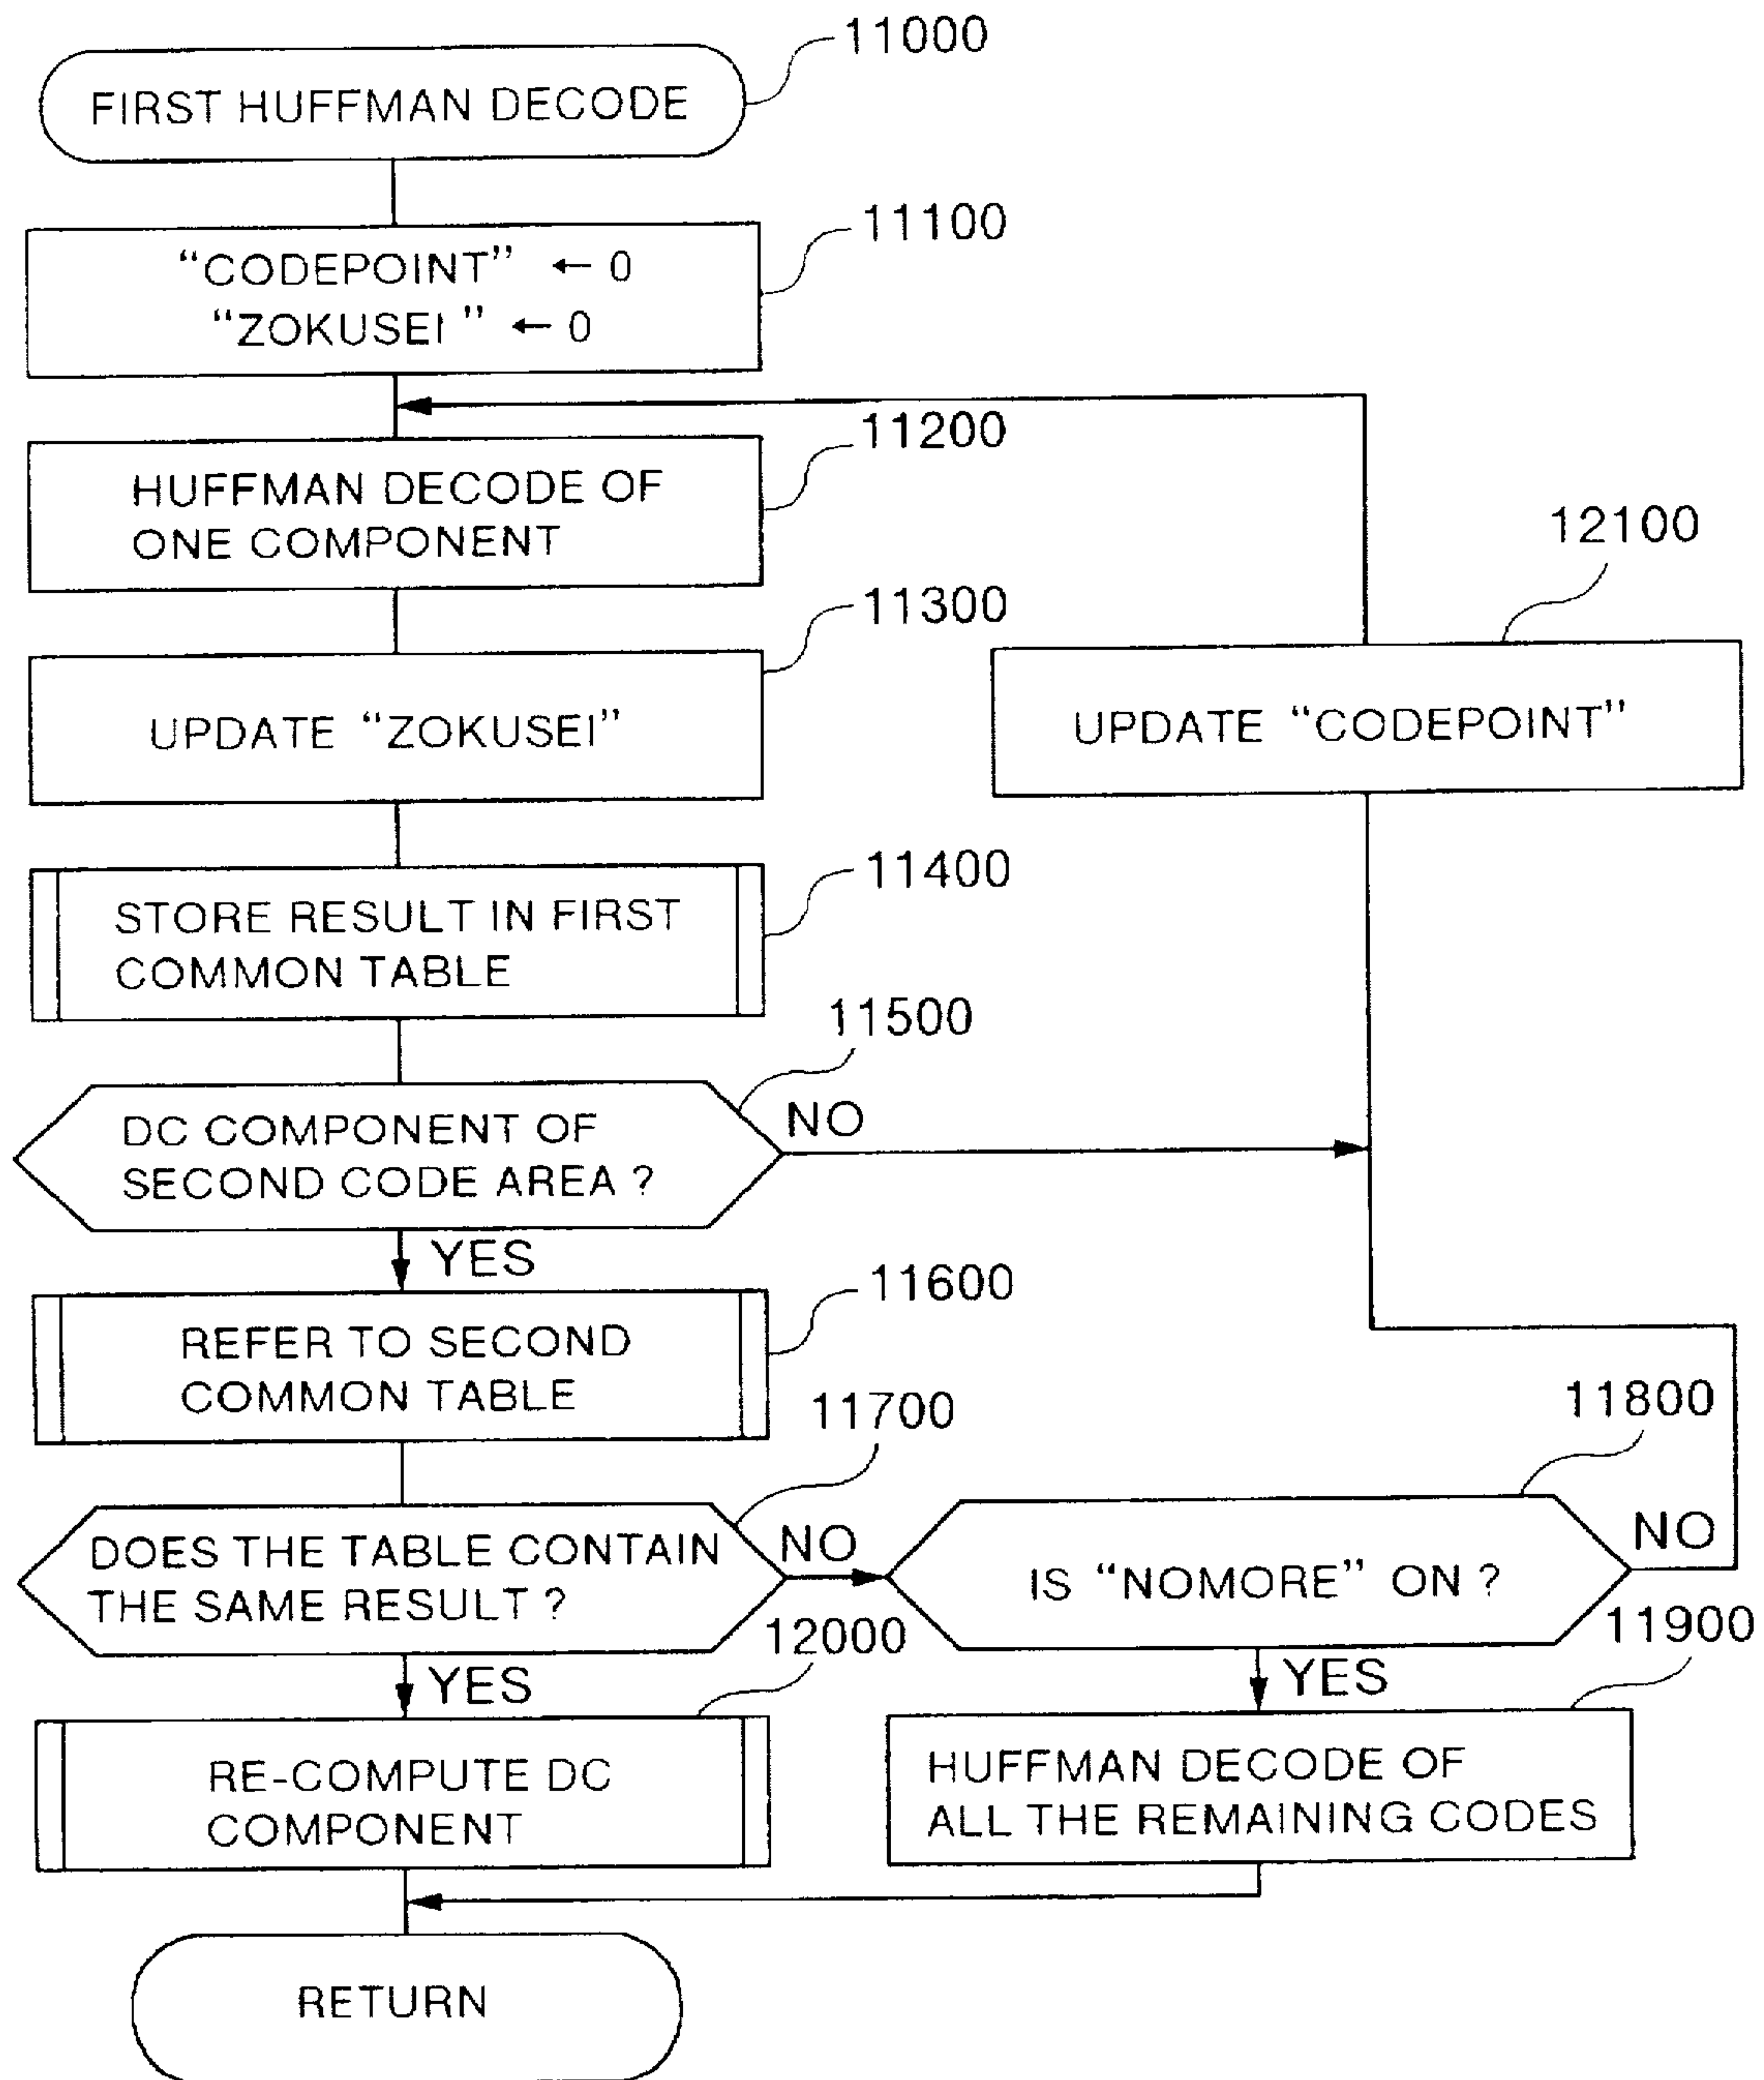 11000
FIRST HUFFMAN DECODE
11100
“CODEPOINT” ← 0
“ZOKUSEI” ← 0
11200
HUFFMAN DECODE OF
ONE COMPONENT
12100
11300
UPDATE “ZOKUSEI”
UPDATE “CODEPOINT”
11400
STORE RESULT IN FIRST
COMMON TABLE
11500
DC COMPONENT OF
SECOND CODE AREA ?
NO
YES
11600
REFER TO SECOND
COMMON TABLE
11700
11800
DOES THE TABLE CONTAIN
THE SAME RESULT ?
NO
IS “NOMORE” ON ?
NO
12000
11900
YES
YES
RE-COMPUTE DC
COMPONENT
HUFFMAN DECODE OF
ALL THE REMAINING CODES
RETURN